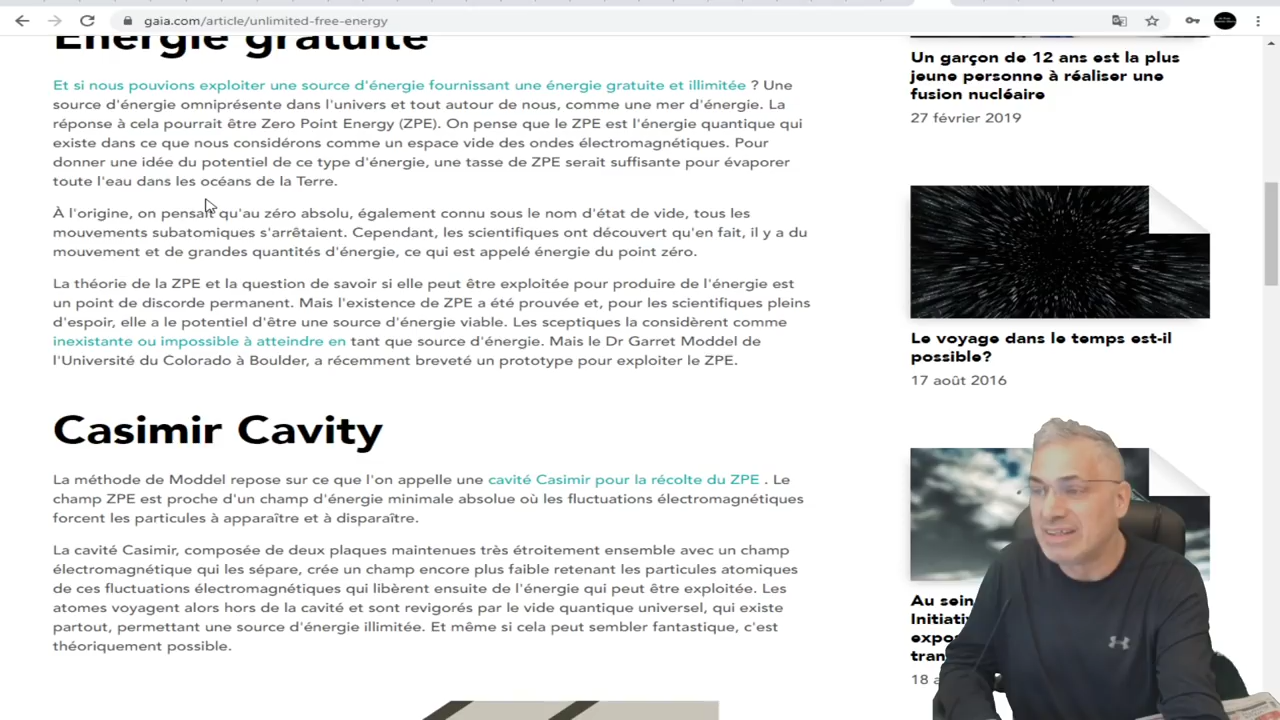 gaia.com/article/unlimited-free-energy
Énergie gratuite
Et si nous pouvions exploiter une source d'énergie fournissant une énergie gratuite et illimitée ? Une
source d'énergie omniprésente dans l'univers et tout autour de nous, comme une mer d'énergie. La
réponse à cela pourrait être Zero Point Energy (ZPE). On pense que le ZPE est l'énergie quantique qui
existe dans ce que nous considérons comme un espace vide des ondes électromagnétiques. Pour
donner une idée du potentiel de ce type d'énergie, une tasse de ZPE serait suffisante pour évaporer
toute l'eau dans les océans de la Terre.
À l'origine, on pensait qu'au zéro absolu, également connu sous le nom d'état de vide, tous les
mouvements subatomiques s'arrêtaient. Cependant, les scientifiques ont découvert qu'en fait, il y a du
mouvement et de grandes quantités d'énergie, ce qui est appelé énergie du point zéro.
La théorie de la ZPE et la question de savoir si elle peut être exploitée pour produire de l'énergie est
un point de discorde permanent. Mais l'existence de ZPE a été prouvée et, pour les scientifiques pleins
d'espoir, elle a le potentiel d'être une source d'énergie viable. Les sceptiques la considèrent comme
inexistante ou impossible à atteindre en tant que source d'énergie. Mais le Dr Garret Moddel de
l'Université du Colorado à Boulder, a récemment breveté un prototype pour exploiter le ZPE.
Casimir Cavity
La méthode de Moddel repose sur ce que l'on appelle une cavité Casimir pour la récolte du ZPE . Le
champ ZPE est proche d'un champ d'énergie minimale absolue où les fluctuations électromagnétiques
forcent les particules à apparaître et à disparaître.
La cavité Casimir, composée de deux plaques maintenues très étroitement ensemble avec un champ
électromagnétique qui les sépare, crée un champ encore plus faible retenant les particules atomiques
de ces fluctuations électromagnétiques qui libèrent ensuite de l'énergie qui peut être exploitée. Les
atomes voyagent alors hors de la cavité et sont revigorés par le vide quantique universel, qui existe
partout, permettant une source d'énergie illimitée. Et même si cela peut sembler fantastique, c'est
théoriquement possible.
Un garçon de 12 ans est la plus
jeune personne à réaliser une
fusion nucléaire
27 février 2019
Le voyage dans le temps est-il
possible?
17 août 2016
Au sein
Initiati
expo
tran
18 a